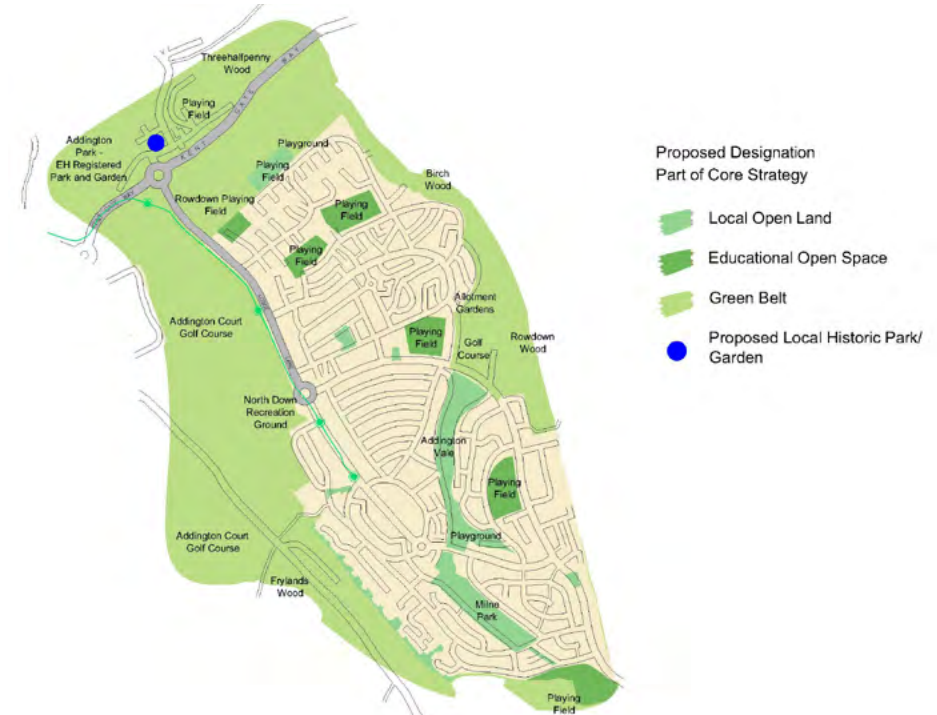 Threehalfpenny
Wood
Playing
Field
KENT GATE WAY
Addington
Park -
EH Registered
Park and Garden
Playground
Playing
Field
Birch
Wood
Rowdown Playing
Field
Playing
Field
Playing
Field
Allotment
Gardens
Addington Court
Golf Course
Playing
Field
Golf
Course
Rowdown
Wood
North Down
Recreation
Ground
Addington
Vale
Playing
Field
Addington Court
Golf Course
Playground
Frylands
Wood
Milne
Park
Playing
Field
Proposed Designation
Part of Core Strategy
Local Open Land
Educational Open Space
Green Belt
Proposed Local Historic Park/
Garden